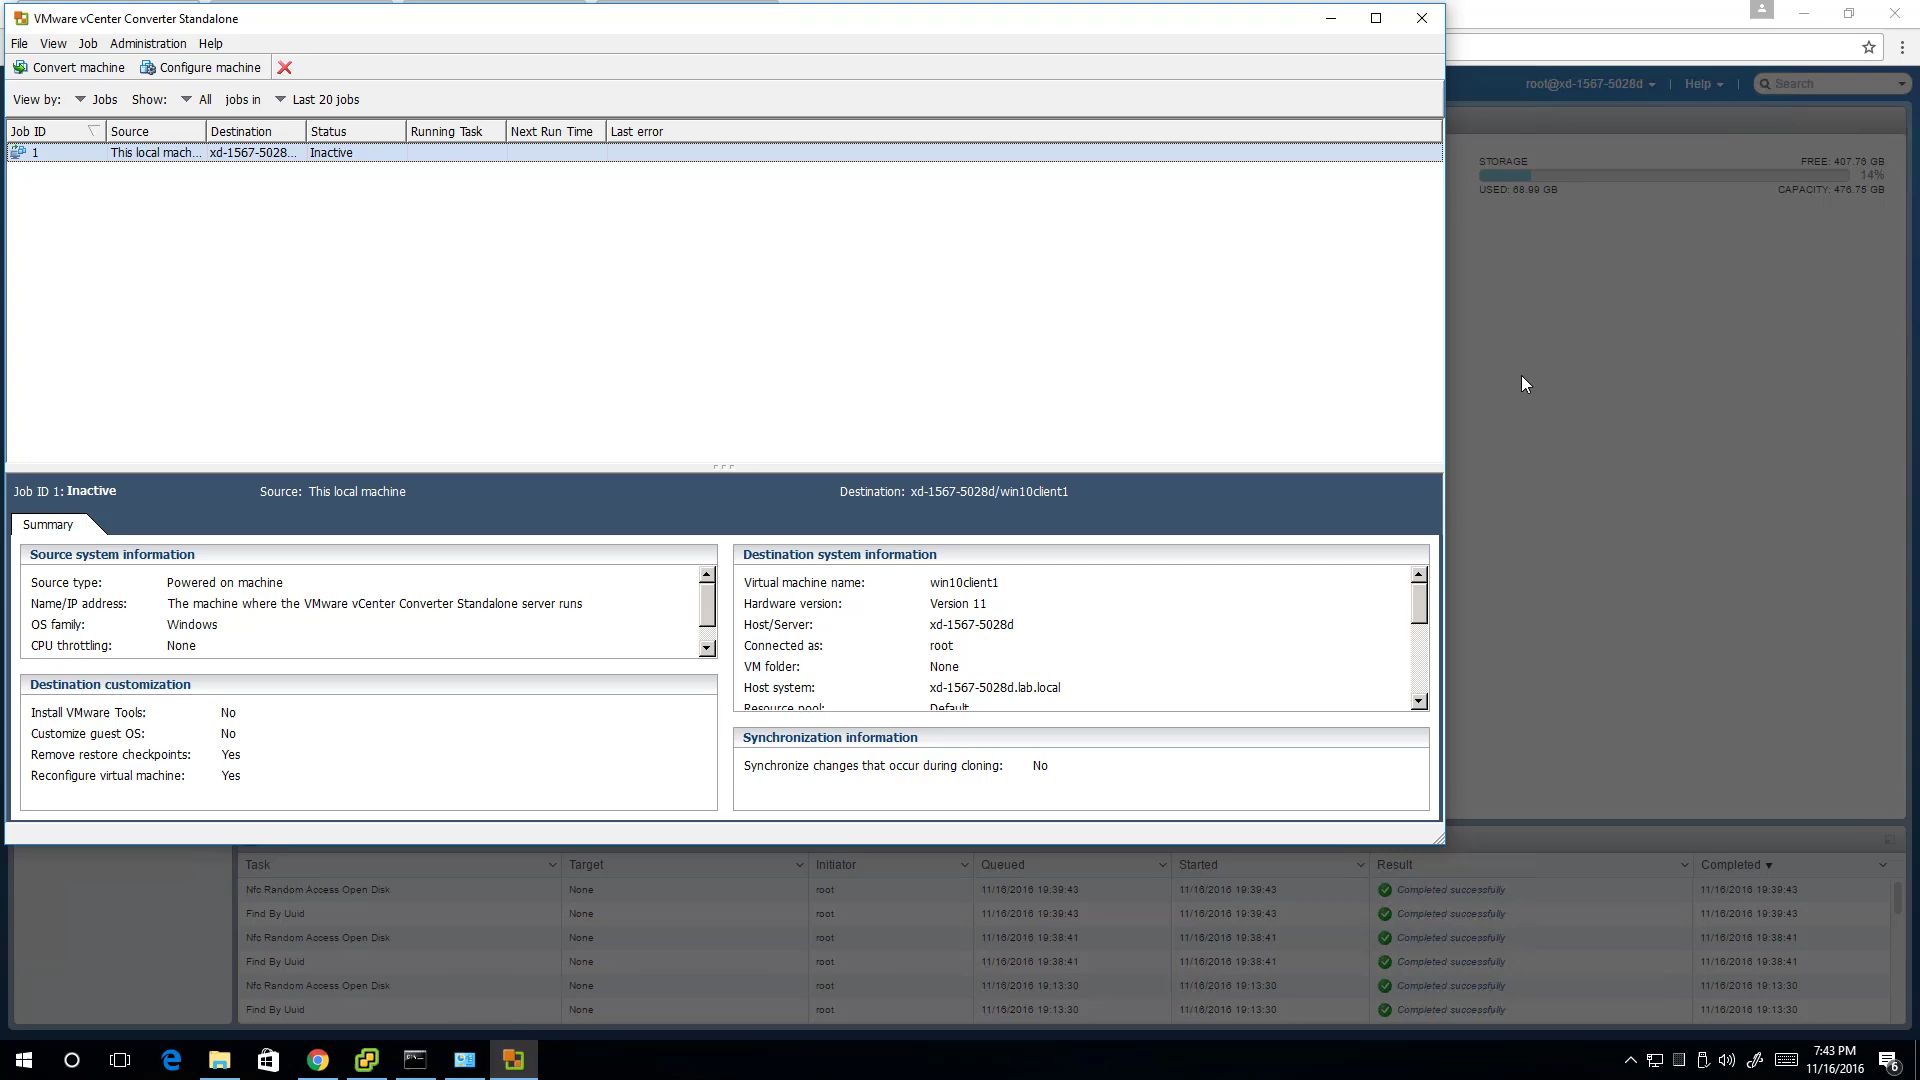 VMware vCenter Converter Standalone
File View Job Administration Help
root@xd-1567-5028d Help Search
Convert machine Configure machine
View by: Jobs Show: All jobs in Last 20 jobs
Job ID Source Destination Status Running Task Next Run Time Last error
1 This local mach... xd-1567-5028... Inactive
STORAGE FREE: 407.76 GB
14%
USED: 68.99 GB CAPACITY: 476.75 GB
Job ID 1: Inactive Source: This local machine Destination: xd-1567-5028d/win10client1
Summary
Source system information
Source type: Powered on machine
Name/IP address: The machine where the VMware vCenter Converter Standalone server runs
OS family: Windows
CPU throttling: None
Destination customization
Install VMware Tools: No
Customize guest OS: No
Remove restore checkpoints: Yes
Reconfigure virtual machine: Yes
Destination system information
Virtual machine name: win10client1
Hardware version: Version 11
Host/Server: xd-1567-5028d
Connected as: root
VM folder: None
Host system: xd-1567-5028d.lab.local
Resource pool: Default
Synchronization information
Synchronize changes that occur during cloning: No
Task Target Initiator Queued Started Result Completed
Nfc Random Access Open Disk None root 11/16/2016 19:39:43 11/16/2016 19:39:43 Completed successfully 11/16/2016 19:39:43
Find By Uuid None root 11/16/2016 19:39:43 11/16/2016 19:39:43 Completed successfully 11/16/2016 19:39:43
Nfc Random Access Open Disk None root 11/16/2016 19:38:41 11/16/2016 19:38:41 Completed successfully 11/16/2016 19:38:41
Find By Uuid None root 11/16/2016 19:38:41 11/16/2016 19:38:41 Completed successfully 11/16/2016 19:38:41
Nfc Random Access Open Disk None root 11/16/2016 19:13:30 11/16/2016 19:13:30 Completed successfully 11/16/2016 19:13:30
Find By Uuid None root 11/16/2016 19:13:30 11/16/2016 19:13:30 Completed successfully 11/16/2016 19:13:30
7:43 PM
11/16/2016
6